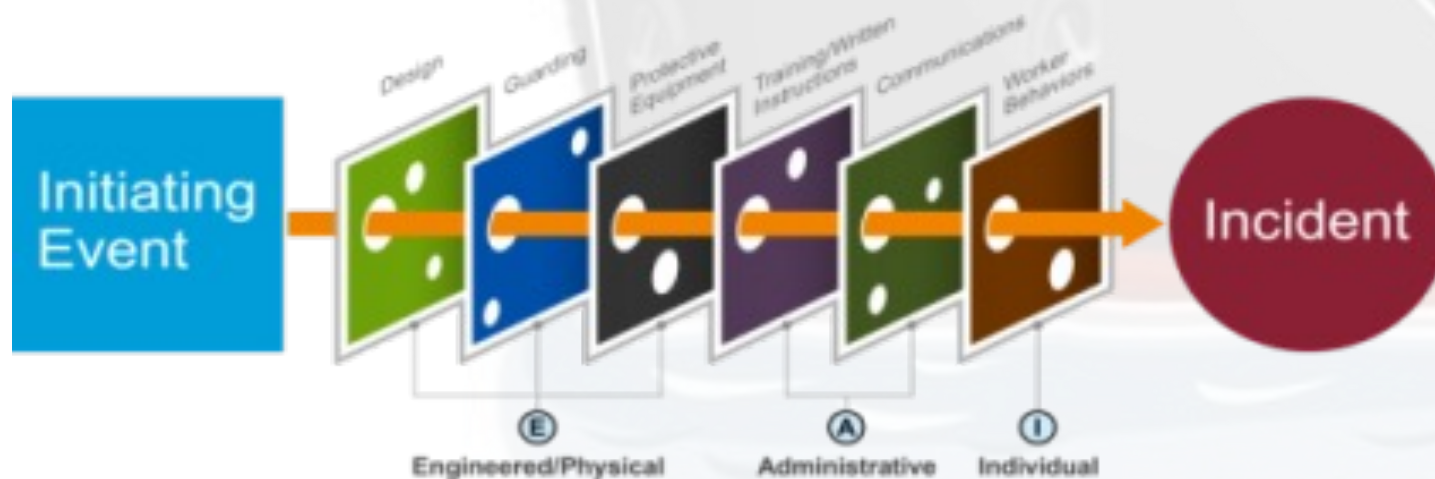 Initiating
Event
Design
Guarding
Protective
Equipment
Training/Written
Instructions
Communications
Worker
Behaviors
Incident
E
A
I
Engineered/Physical
Administrative
Individual